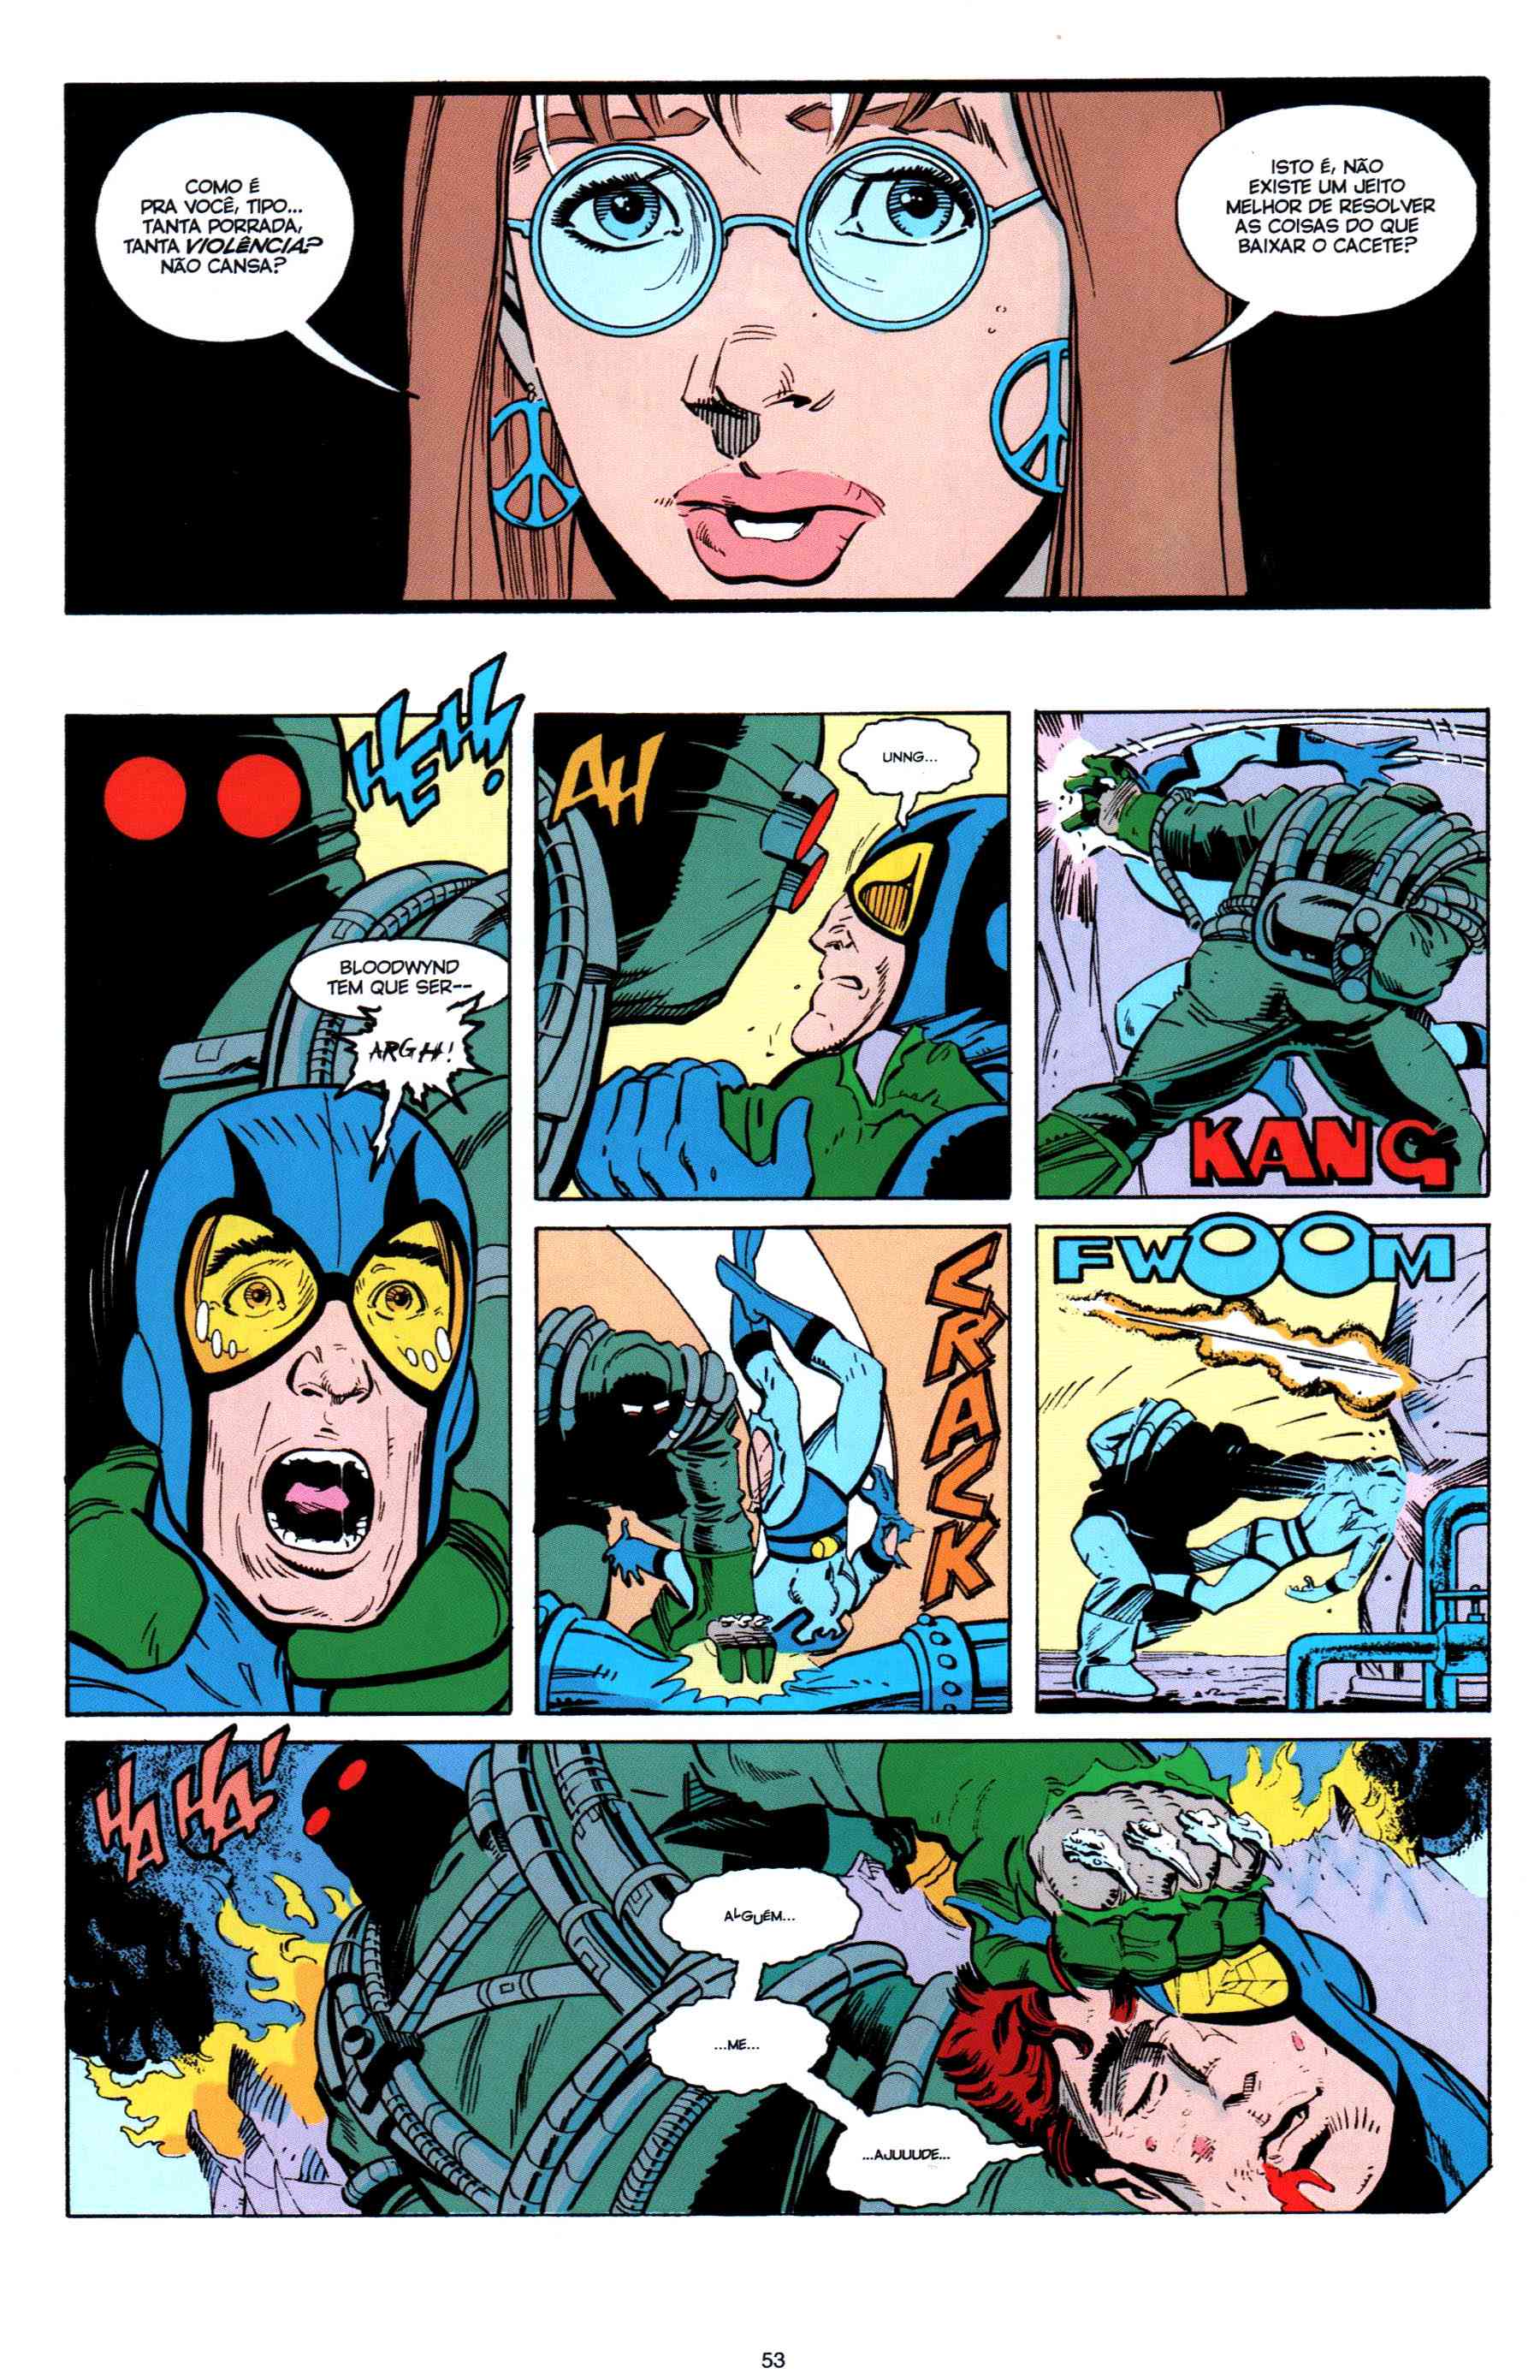 COMO É
PRA VOCÊ, TIPO...
TANTA PORRADA,
TANTA VIOLÊNCIA?
NÃO CANSA?
ISTO É, NÃO
EXISTE UM JEITO
MELHOR DE RESOLVER
AS COISAS DO QUE
BAIXAR O CACETE?
HEH!
BLOODWYND
TEM QUE SER--
ARGH!
AH
UNNG...
KANG
CRACK
FWOOM
HA HA!
ALGUÉM...
...ME...
...AJUUUDE...
53